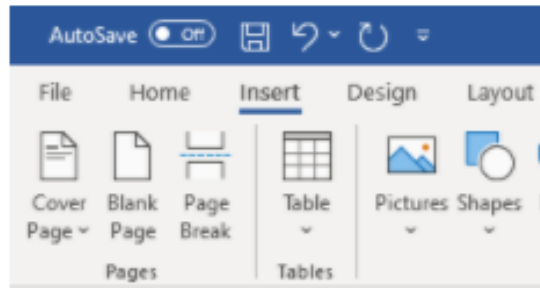 AutoSave Off
File Home Insert Design Layout
Cover Blank Page Table Pictures Shapes
Page Page Break
Pages Tables